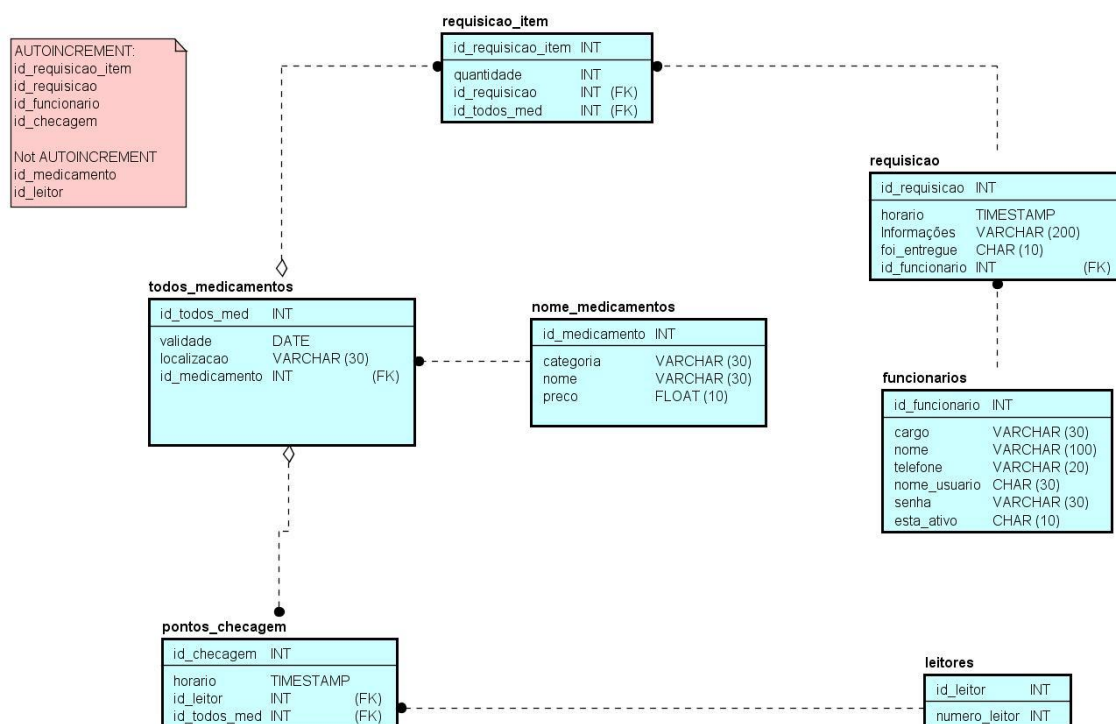 AUTOINCREMENT:
id_requisicao_item
id_requisicao
id_funcionario
id_checagem
Not AUTOINCREMENT
id_medicamento
id_leitor
requisicao_item
id_requisicao_item INT
quantidade INT
id_requisicao INT (FK)
id_todos_med INT (FK)
requisicao
id_requisicao INT
horario TIMESTAMP
Informações VARCHAR (200)
foi_entregue CHAR (10)
id_funcionario INT (FK)
todos_medicamentos
id_todos_med INT
validade DATE
localizacao VARCHAR (30)
id_medicamento INT (FK)
nome_medicamentos
id_medicamento INT
categoria VARCHAR (30)
nome VARCHAR (30)
preco FLOAT (10)
funcionarios
id_funcionario INT
cargo VARCHAR (30)
nome VARCHAR (100)
telefone VARCHAR (20)
nome_usuario CHAR (30)
senha VARCHAR (30)
esta_ativo CHAR (10)
pontos_checagem
id_checagem INT
horario TIMESTAMP
id_leitor INT (FK)
id_todos_med INT (FK)
leitores
id_leitor INT
numero_leitor INT